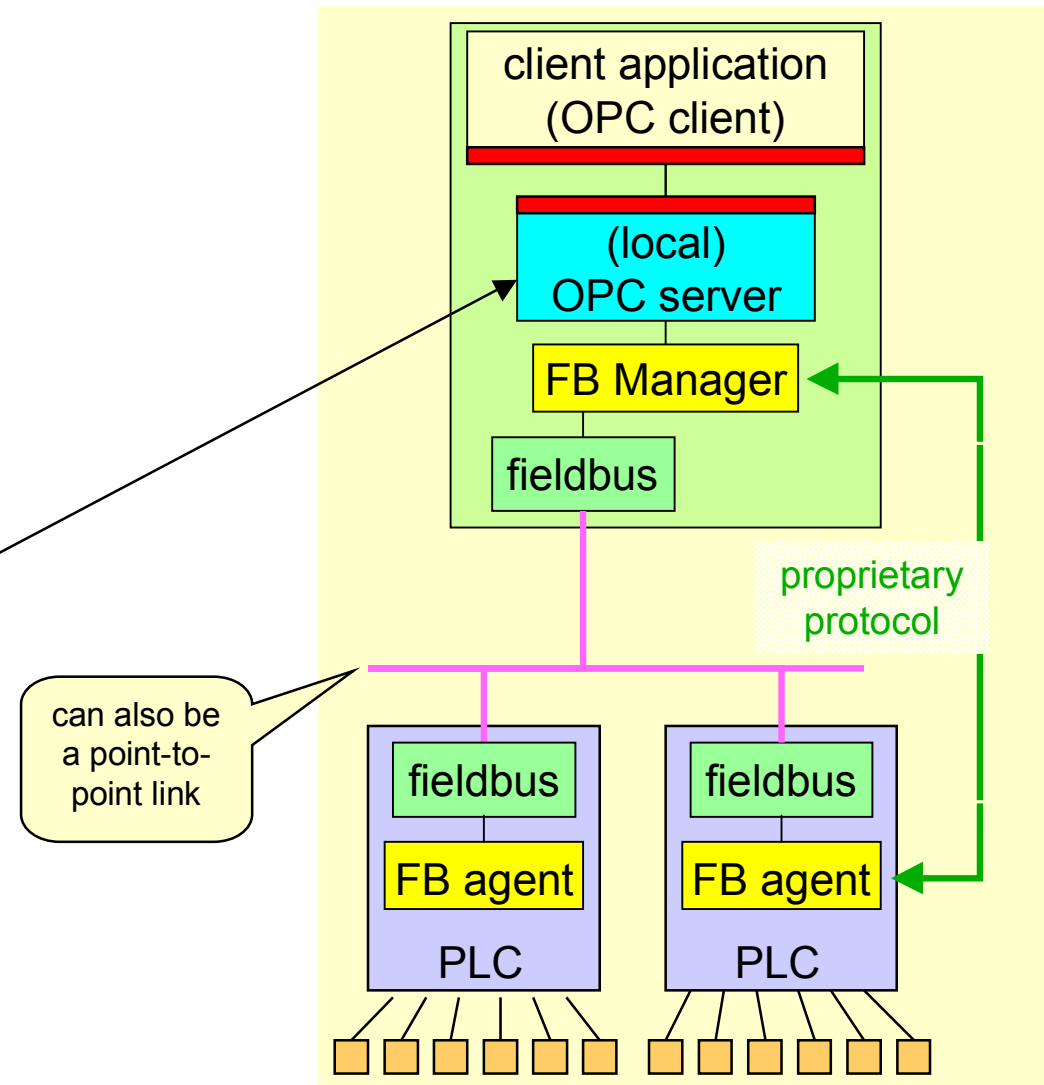 client application
(OPC client)
(local)
OPC server
FB Manager
fieldbus
proprietary
protocol
can also be
a point-to-
point link
fieldbus
FB agent
PLC
fieldbus
FB agent
PLC